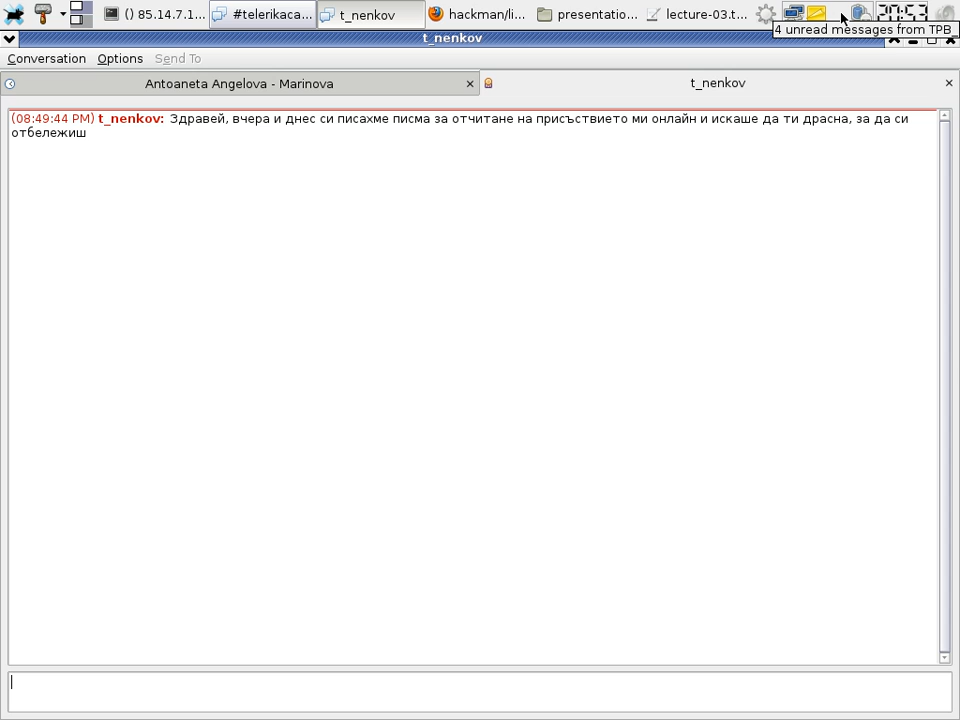 () 85.14.7.1...
#telerikaca...
t_nenkov
hackman/li...
presentatio...
lecture-03.t...
20:53
4 unread messages from TPB
t_nenkov
Conversation Options Send To
Antoaneta Angelova - Marinova
t_nenkov
(08:49:44 PM) t_nenkov: Здравей, вчера и днес си писахме писма за отчитане на присъствието ми онлайн и искаше да ти драсна, за да си
отбележиш